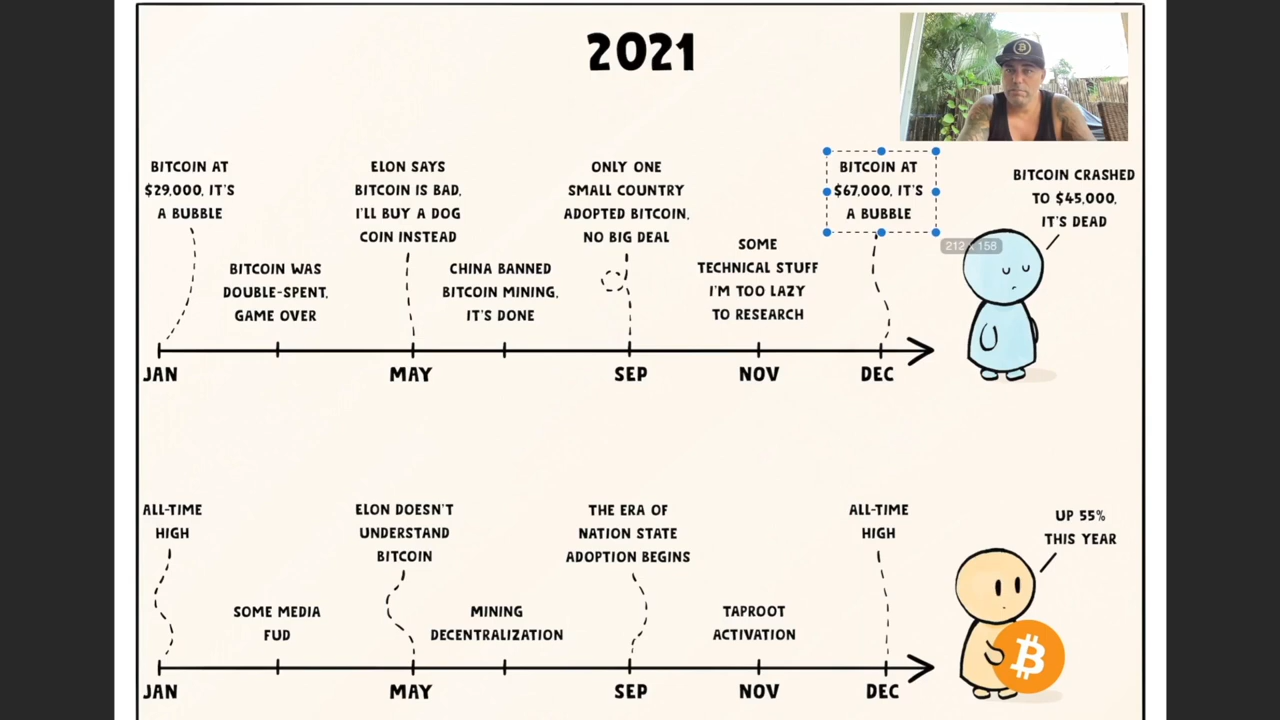 2021
BITCOIN AT
$29,000, IT'S
A BUBBLE
BITCOIN WAS
DOUBLE-SPENT,
GAME OVER
ELON SAYS
BITCOIN IS BAD,
I'LL BUY A DOG
COIN INSTEAD
CHINA BANNED
BITCOIN MINING,
IT'S DONE
ONLY ONE
SMALL COUNTRY
ADOPTED BITCOIN,
NO BIG DEAL
SOME
TECHNICAL STUFF
I'M TOO LAZY
TO RESEARCH
BITCOIN AT
$67,000, IT'S
A BUBBLE
212 x 158
BITCOIN CRASHED
TO $45,000,
IT'S DEAD
JAN MAY SEP NOV DEC
ALL-TIME
HIGH
SOME MEDIA
FUD
ELON DOESN'T
UNDERSTAND
BITCOIN
MINING
DECENTRALIZATION
THE ERA OF
NATION STATE
ADOPTION BEGINS
TAPROOT
ACTIVATION
ALL-TIME
HIGH
UP 55%
THIS YEAR
JAN MAY SEP NOV DEC